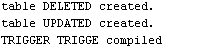 table DELETED created.
table UPDATED created.
TRIGGER TRIGGE compiled